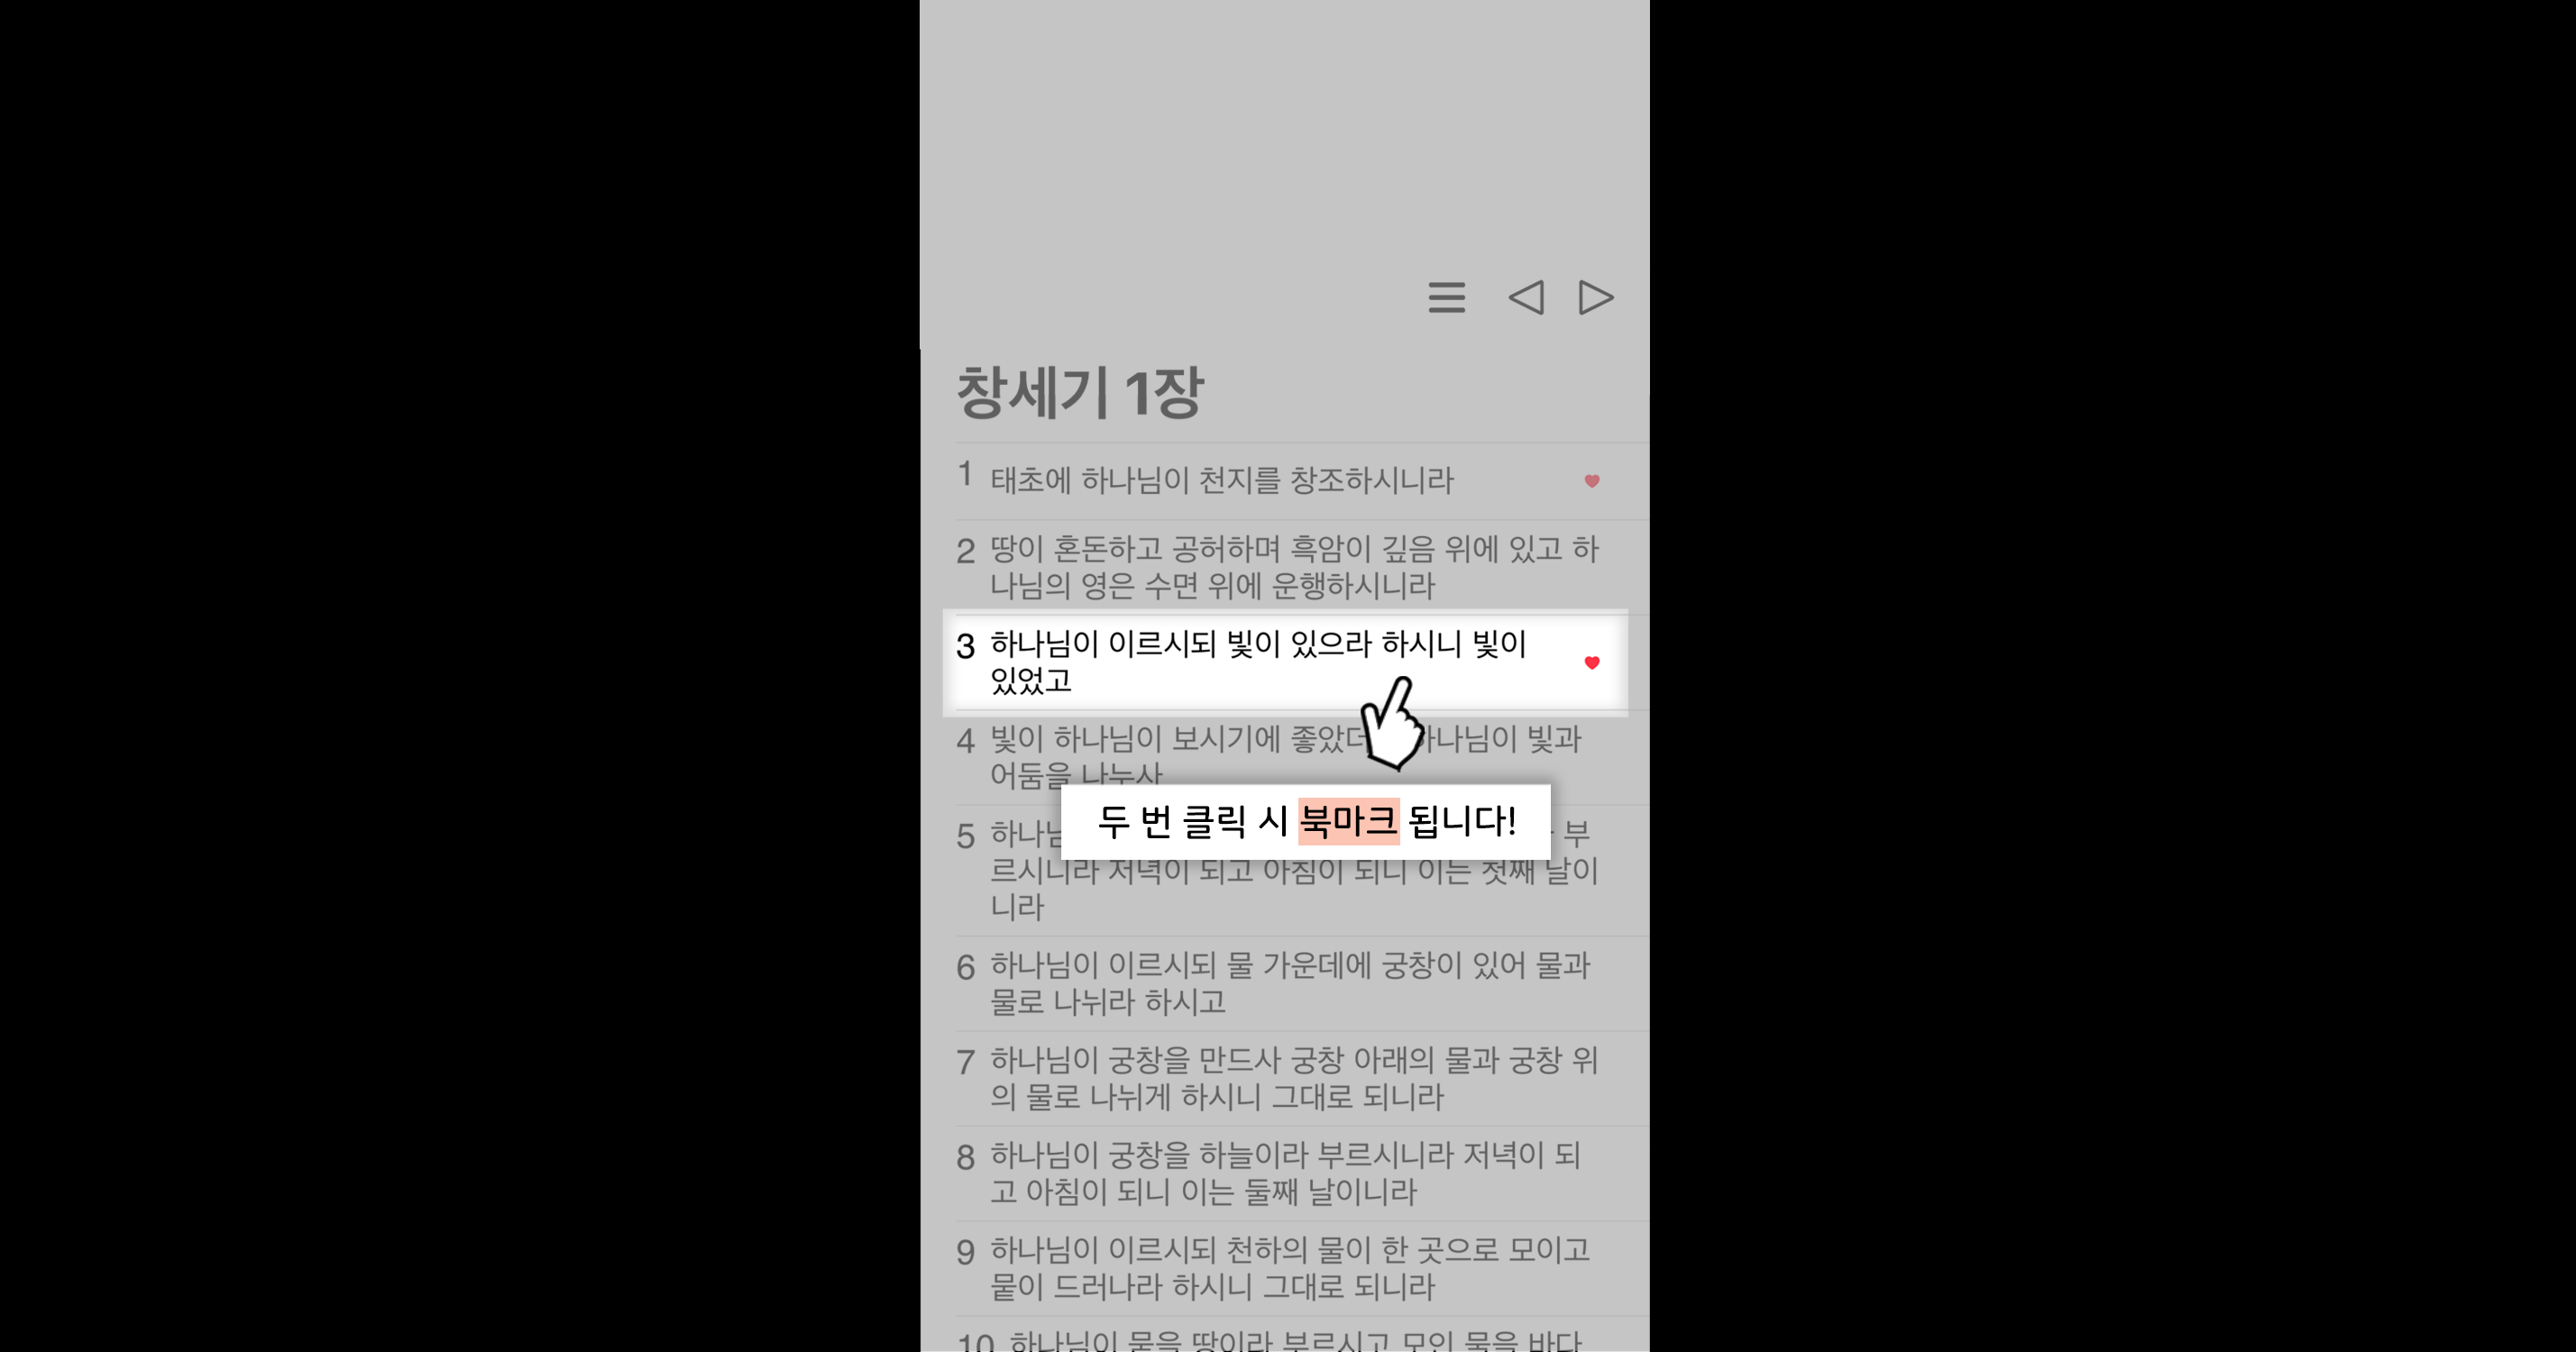 창세기 1장
1 태초에 하나님이 천지를 창조하시니라
2 땅이 혼돈하고 공허하며 흑암이 깊음 위에 있고 하
나님의 영은 수면 위에 운행하시니라
3 하나님이 이르시되 빛이 있으라 하시니 빛이
있었고
4 빛이 하나님이 보시기에 하나님이 빛과
어둠을 나누사
두 번 클릭 시 북마크 됩니다!
5 부
르시니라 저녁이 되고 아침이 되니 이는 첫째 날이
니라
6 하나님이 이르시되 물 가운데에 궁창이 있어 물과
물로 나뉘라 하시고
7 하나님이 궁창을 만드사 궁창 아래의 물과 궁창 위
의 물로 나뉘게 하시니 그대로 되니라
8 하나님이 궁창을 하늘이라 부르시니라 저녁이 되
고 아침이 되니 이는 둘째 날이니라
9 하나님이 이르시되 천하의 물이 한 곳으로 모이고
뭍이 드러나라 하시니 그대로 되니라
10 하나님이 뭍을 땅이라 부르시고 모인 물을 바다